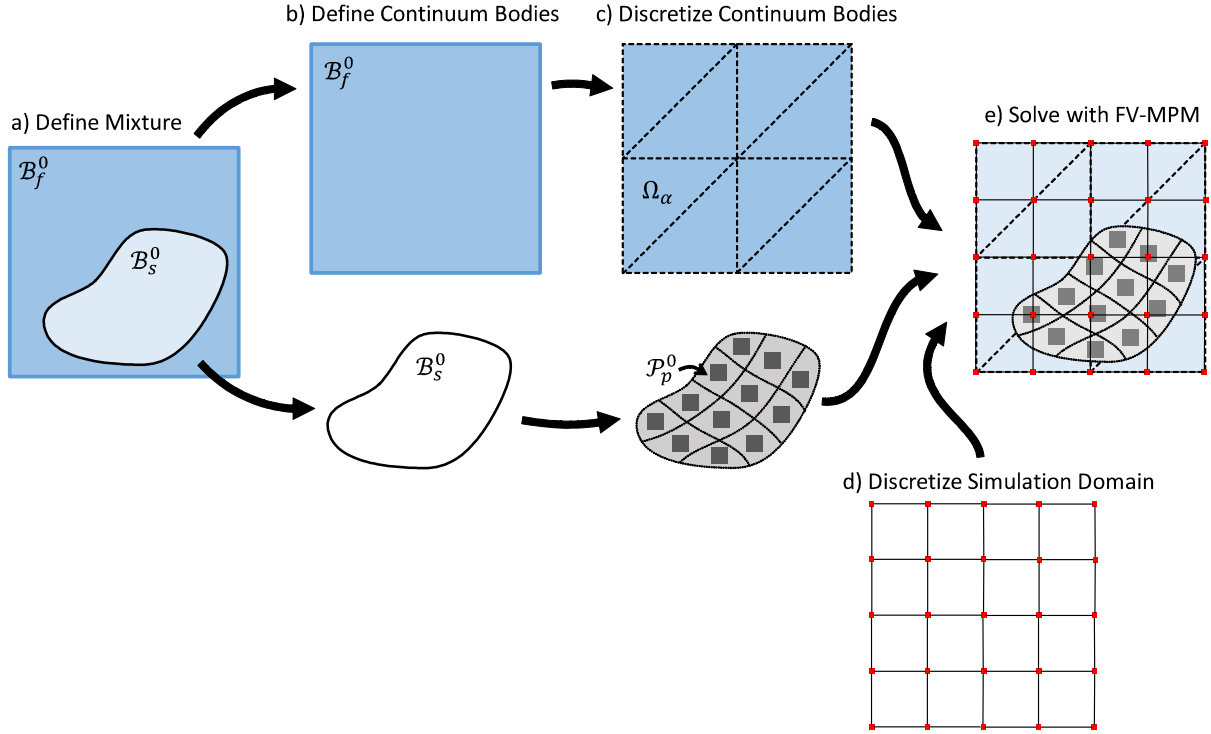 b) Define Continuum Bodies
c) Discretize Continuum Bodies
a) Define Mixture
e) Solve with FV-MPM
d) Discretize Simulation Domain
ℬ_f^0
ℬ_s^0
ℬ_f^0
ℬ_s^0
Ω_α
𝒫_p^0